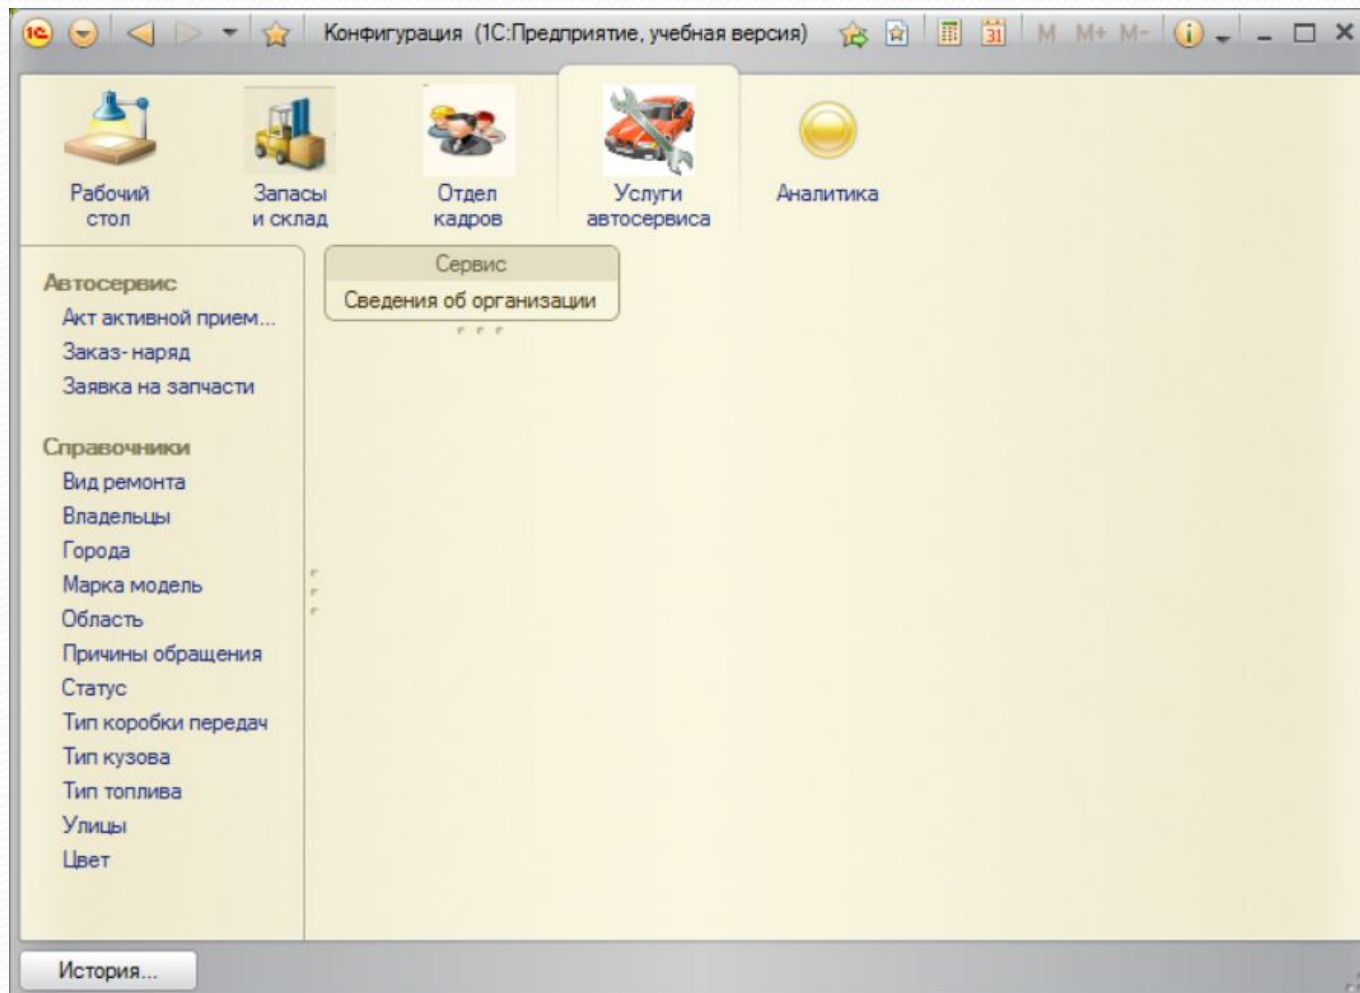 1С Конфигурация (1С:Предприятие, учебная версия) 31 M M+ M-
Рабочий
стол
Запасы
и склад
Отдел
кадров
Услуги
автосервиса
Аналитика
Автосервис
Акт активной прием...
Заказ- наряд
Заявка на запчасти
Справочники
Вид ремонта
Владельцы
Города
Марка модель
Область
Причины обращения
Статус
Тип коробки передач
Тип кузова
Тип топлива
Улицы
Цвет
Сервис
Сведения об организации
История...